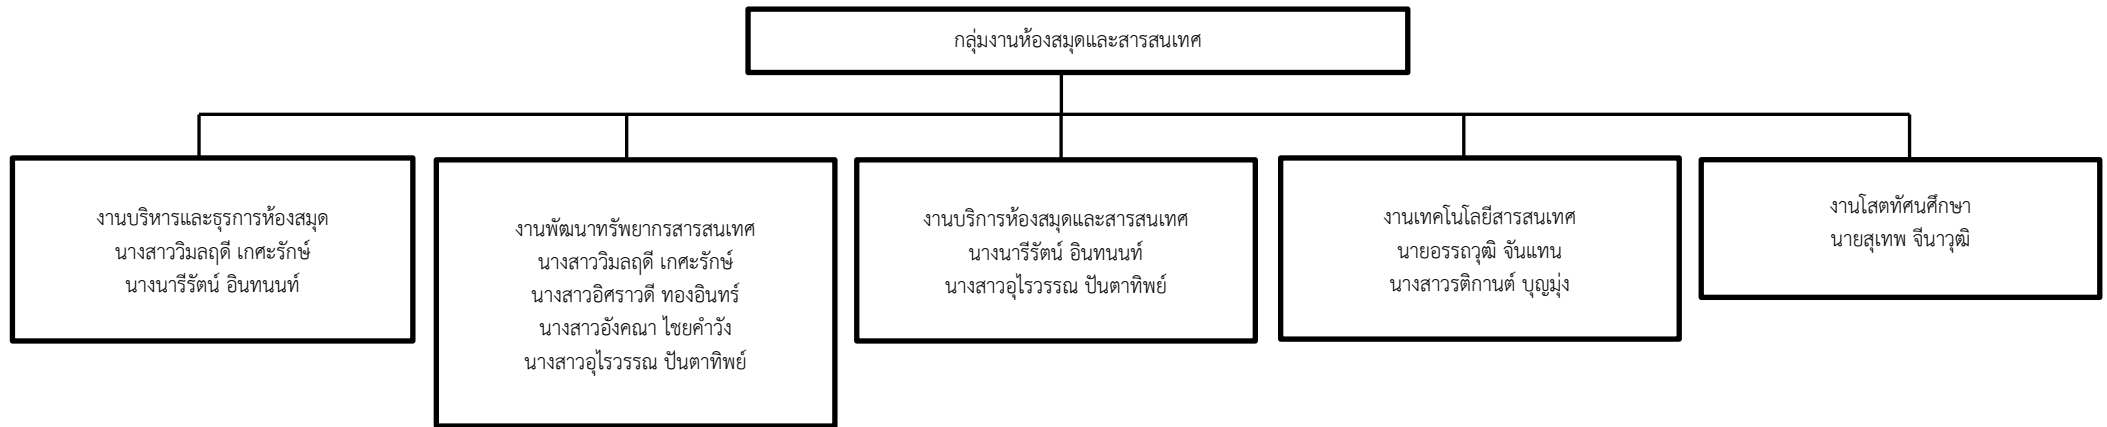 กลุ่มงานห้องสมุดและสารสนเทศ
งานบริหารและธุรการห้องสมุด
นางสาววิมลฤดี เกศะรักษ์
นางนารีรัตน์ อินทนนท์
งานพัฒนาทรัพยากรสารสนเทศ
นางสาววิมลฤดี เกศะรักษ์
นางสาวอิศราวดี ทองอินทร์
นางสาวอังคณา ไชยคำวัง
นางสาวอุไรวรรณ ปันตาทิพย์
งานบริการห้องสมุดและสารสนเทศ
นางนารีรัตน์ อินทนนท์
นางสาวอุไรวรรณ ปันตาทิพย์
งานเทคโนโลยีสารสนเทศ
นายอรรถวุฒิ จันแทน
นางสาวรติกานต์ บุญมุ่ง
งานโสตทัศนศึกษา
นายสุเทพ จีนาวุฒิ